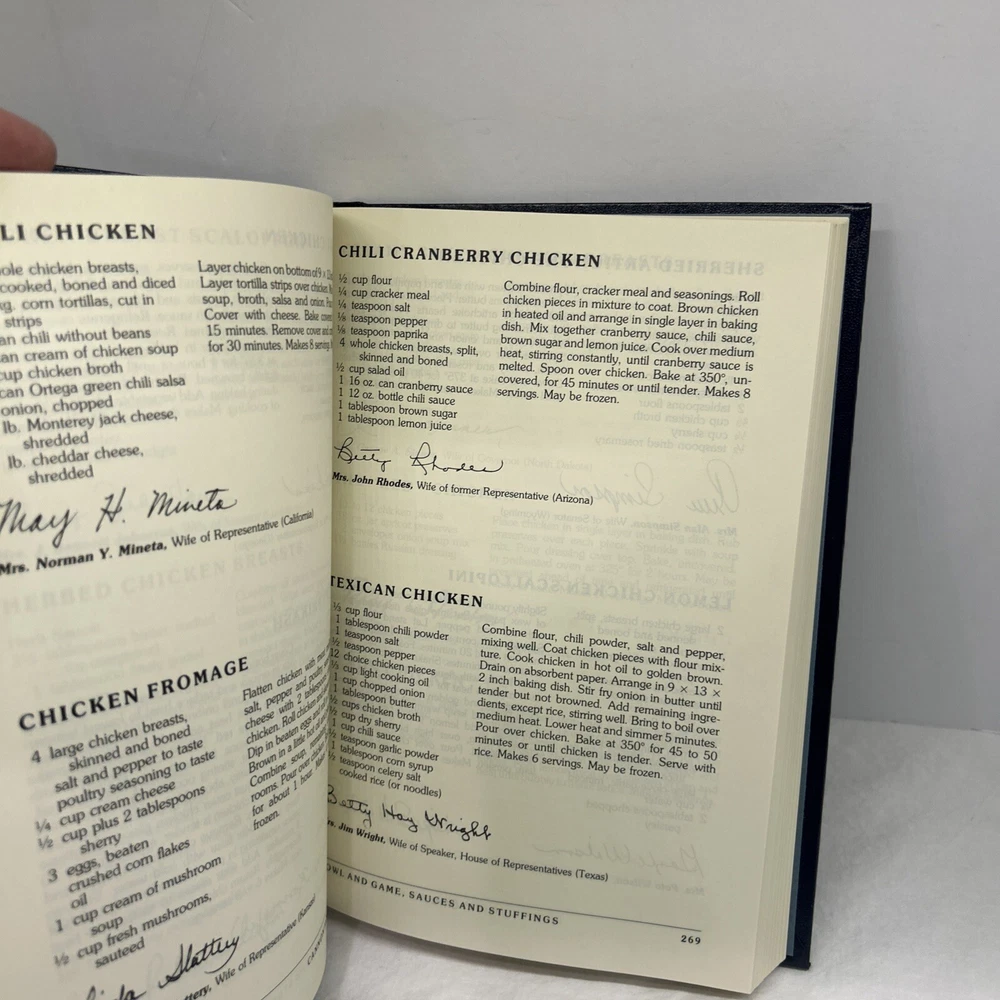 LI CHICKEN
ole chicken breasts,
cooked, boned and diced
kg. corn tortillas, cut in
strips
an chili without beans
an cream of chicken soup
cup chicken broth
can Ortega green chili salsa
onion, chopped
lb. Monterey jack cheese,
shredded
lb. cheddar cheese,
shredded
Layer chicken on bottom of 9 ×
Layer tortilla strips over chicken.
soup, broth, salsa and onion.
Cover with cheese. Bake
15 minutes. Remove cover and
for 30 minutes. Makes 8
May H. Mineta
Mrs. Norman Y. Mineta, Wife of Representative (California)
CHICKEN FROMAGE
4 large chicken breasts,
skinned and boned
salt and pepper to taste
poultry seasoning to taste
¼ cup cream cheese
½ cup plus 2 tablespoons
sherry
3 eggs, beaten
crushed corn flakes
oil
1 cup cream of mushroom
soup
½ cup fresh mushrooms,
sauteed
Flatten chicken with
salt, pepper and poultry
cheese with 2 tablespoons
chicken. Roll chicken
Dip in beaten eggs
Brown in a little hot oil
Combine soup,
rooms. Pour over
for about 1 hour.
frozen.
Slattery
ttery, Wife of Representative (Kansas)
CHILI CRANBERRY CHICKEN
½ cup flour
¼ cup cracker meal
¼ teaspoon salt
⅛ teaspoon pepper
⅛ teaspoon paprika
4 whole chicken breasts, split,
skinned and boned
½ cup salad oil
1 16 oz. can cranberry sauce
1 12 oz. bottle chili sauce
1 tablespoon brown sugar
1 tablespoon lemon juice
Combine flour, cracker meal and seasonings. Roll
chicken pieces in mixture to coat. Brown chicken
in heated oil and arrange in single layer in baking
dish. Mix together cranberry sauce, chili sauce,
brown sugar and lemon juice. Cook over medium
heat, stirring constantly, until cranberry sauce is
melted. Spoon over chicken. Bake at 350°, un-
covered, for 45 minutes or until tender. Makes 8
servings. May be frozen.
Betty Rhodes
Mrs. John Rhodes, Wife of former Representative (Arizona)
TEXICAN CHICKEN
cup flour
1 tablespoon chili powder
1 teaspoon salt
½ teaspoon pepper
12 choice chicken pieces
cup light cooking oil
cup chopped onion
tablespoon butter
cups chicken broth
cup dry sherry
cup chili sauce
teaspoon garlic powder
tablespoon corn syrup
teaspoon celery salt
cooked rice (or noodles)
Combine flour, chili powder, salt and pepper,
mixing well. Coat chicken pieces with flour mix-
ture. Cook chicken in hot oil to golden brown.
Drain on absorbent paper. Arrange in 9 × 13 ×
2 inch baking dish. Stir fry onion in butter until
tender but not browned. Add remaining ingre-
dients, except rice, stirring well. Bring to boil over
medium heat. Lower heat and simmer 5 minutes.
Pour over chicken. Bake at 350° for 45 to 50
minutes or until chicken is tender. Serve with
rice. Makes 6 servings. May be frozen.
Betty Hay Wright
rs. Jim Wright, Wife of Speaker, House of Representatives (Texas)
OWL AND GAME, SAUCES AND STUFFINGS
269